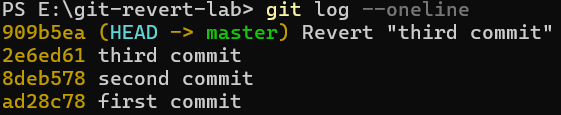 PS E:\git-revert-lab> git log --oneline
909b5ea (HEAD -> master) Revert "third commit"
2e6ed61 third commit
8deb578 second commit
ad28c78 first commit